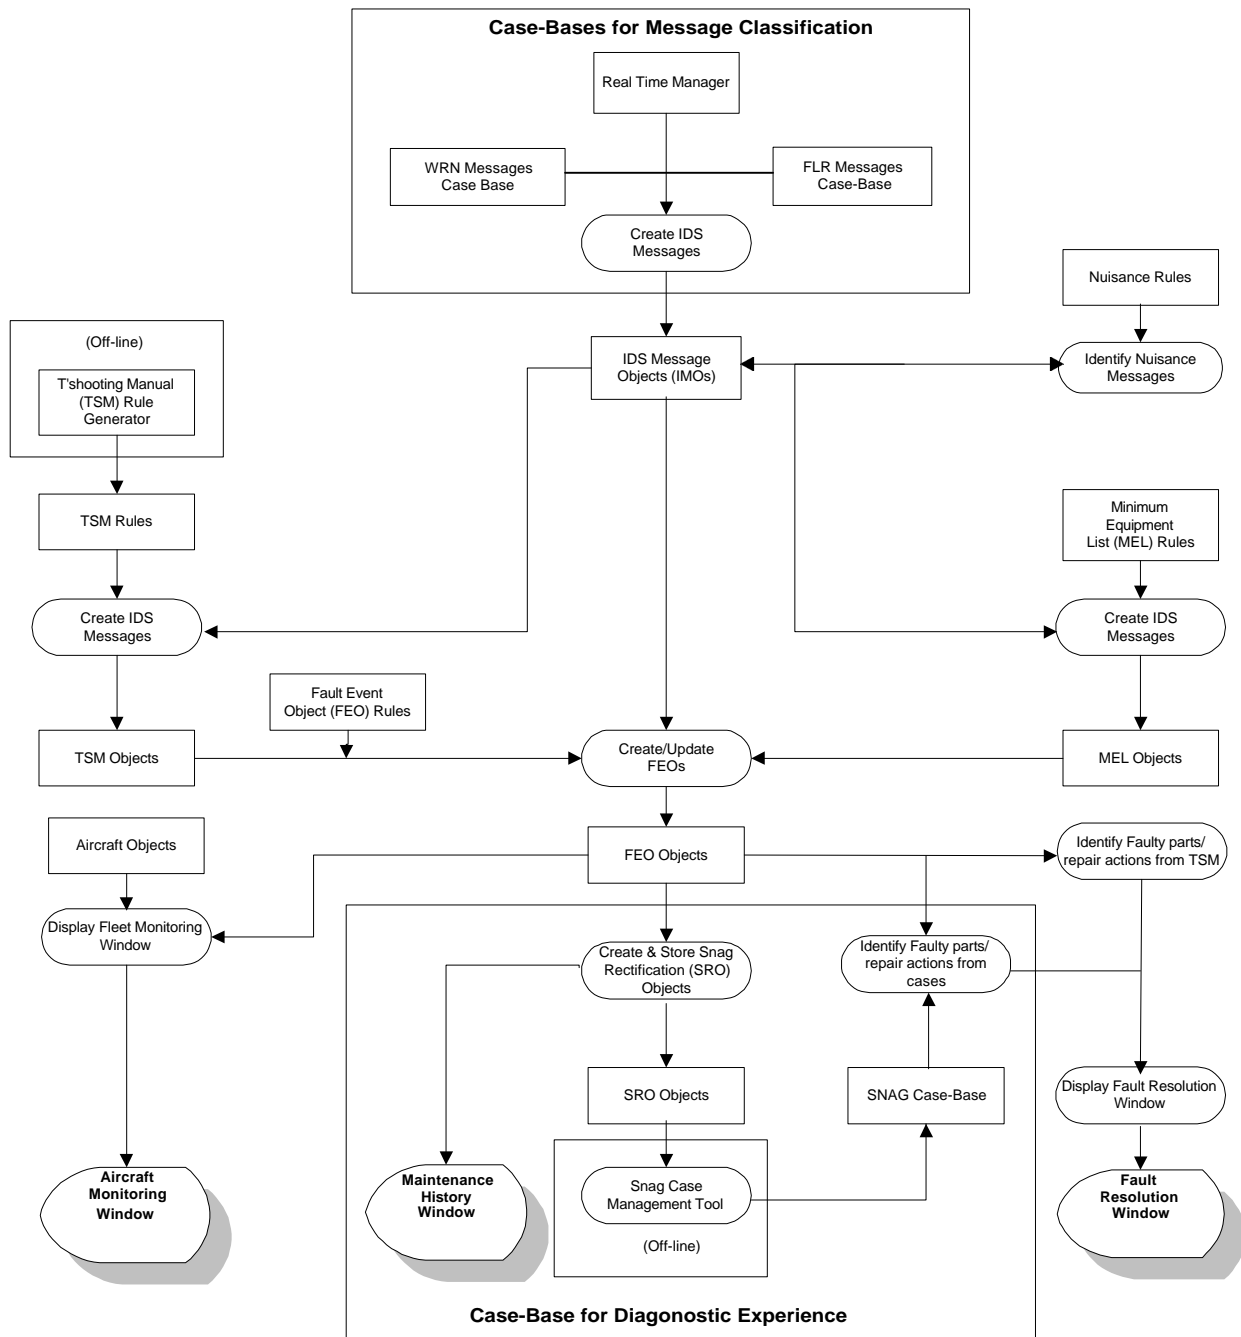 Case-Bases for Message Classification
Real Time Manager
WRN Messages
Case Base
FLR Messages
Case-Base
Create IDS
Messages
Nuisance Rules
(Off-line)
T'shooting Manual
(TSM) Rule
Generator
IDS Message
Objects (IMOs)
Identify Nuisance
Messages
TSM Rules
Minimum
Equipment
List (MEL) Rules
Create IDS
Messages
Create IDS
Messages
Fault Event
Object (FEO) Rules
TSM Objects
Create/Update
FEOs
MEL Objects
Aircraft Objects
FEO Objects
Identify Faulty parts/
repair actions from TSM
Display Fleet Monitoring
Window
Create & Store Snag
Rectification (SRO)
Objects
Identify Faulty parts/
repair actions from
cases
SRO Objects
SNAG Case-Base
Display Fault Resolution
Window
Aircraft
Monitoring
Window
Maintenance
History
Window
Snag Case
Management Tool
(Off-line)
Fault
Resolution
Window
Case-Base for Diagonostic Experience